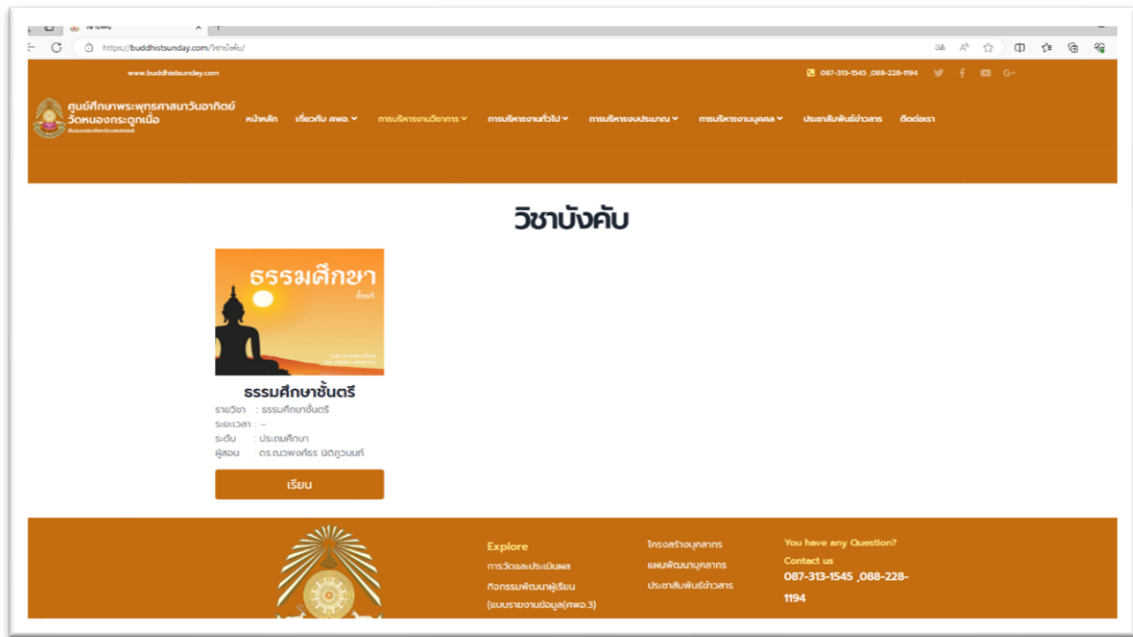 https://buddhistsunday.com/วิชาบังคับ/
www.buddhistsunday.com
087-313-1545 ,088-228-1194
ศูนย์ศึกษาพระพุทธศาสนาวันอาทิตย์
วัดหนองกระดูกเนื้อ
หน้าหลัก เกี่ยวกับ ศพอ. การบริหรงานวิชาการ การบริหรงานทั่วไป การบริหรงบประมาณ การบริหรงานบุคคล ประชาสัมพันธ์ข่าวสาร ติดต่อเรา
วิชาบังคับ
ธรรมศึกษา
ชั้นตรี
ธรรมศึกษาชั้นตรี
รายวิชา : ธรรมศึกษาชั้นตรี
ระยะเวลา : –
ระดับ : ประถมศึกษา
ผู้สอน : ดร.ณวพงศ์ธร นิติภูวนนท์
เรียน
Explore
การวัดและประเมินผล
กิจกรรมพัฒนาผู้เรียน
(แบบรายงานข้อมูล(ศพอ.3)
โครงสร้างบุคลากร
แผนพัฒนาบุคลากร
ประชาสัมพันธ์ข่าวสาร
You have any Question?
Contact us
087-313-1545 ,088-228-
1194